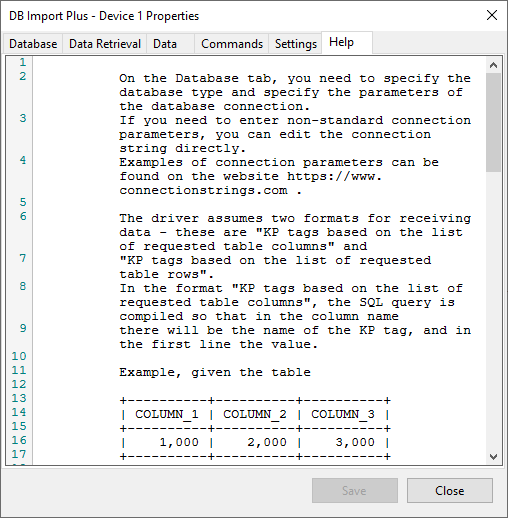 DB Import Plus - Device 1 Properties
Database Data Retrieval Data Commands Settings Help
1
2 On the Database tab, you need to specify the
database type and specify the parameters of
the database connection.
3 If you need to enter non-standard connection
parameters, you can edit the connection
string directly.
4 Examples of connection parameters can be
found on the website https://www.
connectionstrings.com .
5
6 The driver assumes two formats for receiving
data - these are "KP tags based on the list
of requested table columns" and
7 "KP tags based on the list of requested
table rows".
8 In the format "KP tags based on the list of
requested table columns", the SQL query is
compiled so that in the column name
9 there will be the name of the KP tag, and in
the first line the value.
10
11 Example, given the table
12
13 +----------+----------+----------+
14 | COLUMN_1 | COLUMN_2 | COLUMN_3 |
15 +----------+----------+----------+
16 |    1,000 |    2,000 |    3,000 |
17 +----------+----------+----------+
Save Close